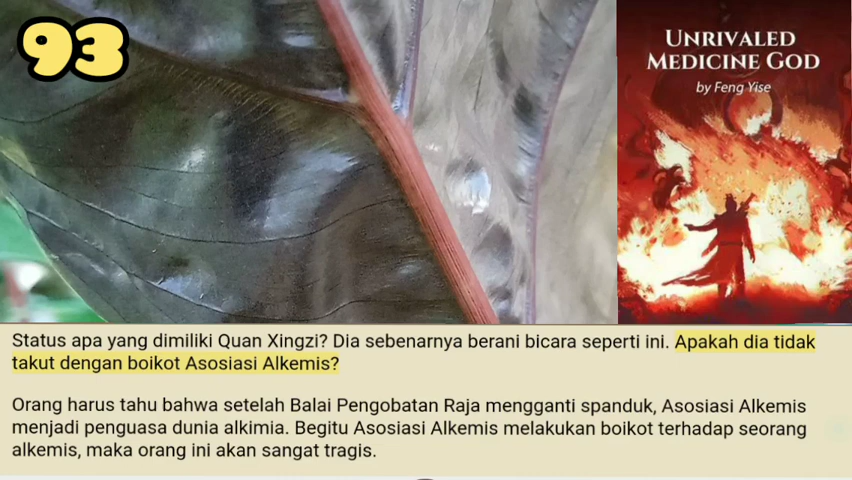 93
UNRIVALED
MEDICINE GOD
by Feng Yise
Status apa yang dimiliki Quan Xingzi? Dia sebenarnya berani bicara seperti ini. Apakah dia tidak
takut dengan boikot Asosiasi Alkemis?
Orang harus tahu bahwa setelah Balai Pengobatan Raja mengganti spanduk, Asosiasi Alkemis
menjadi penguasa dunia alkimia. Begitu Asosiasi Alkemis melakukan boikot terhadap seorang
alkemis, maka orang ini akan sangat tragis.